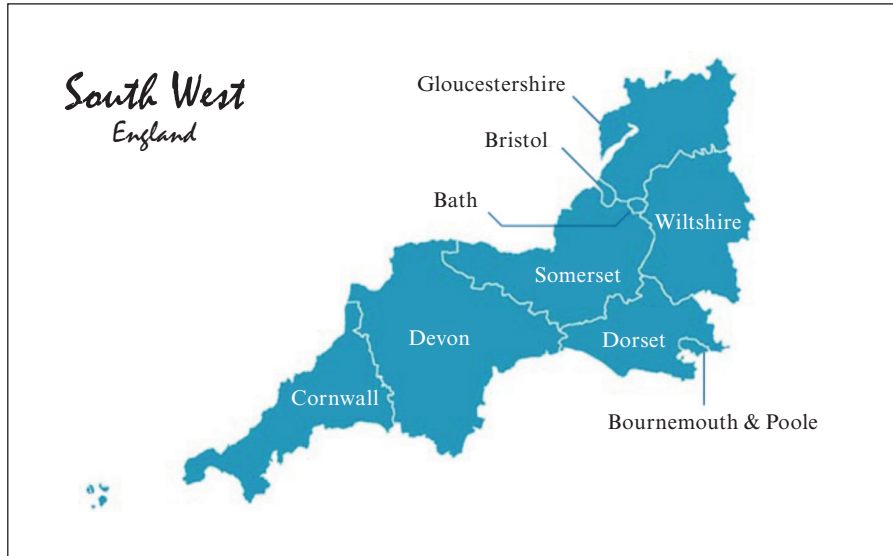 South West
England
Gloucestershire
Bristol
Bath
Wiltshire
Somerset
Devon
Dorset
Cornwall
Bournemouth & Poole